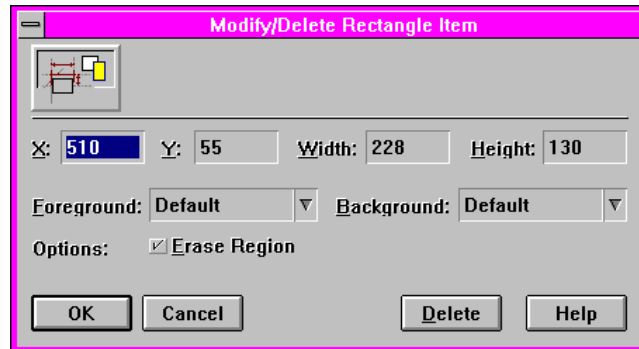 Modify/Delete Rectangle Item
X: 510 Y: 55 Width: 228 Height: 130
Foreground: Default Background: Default
Options: Erase Region
OK Cancel Delete Help